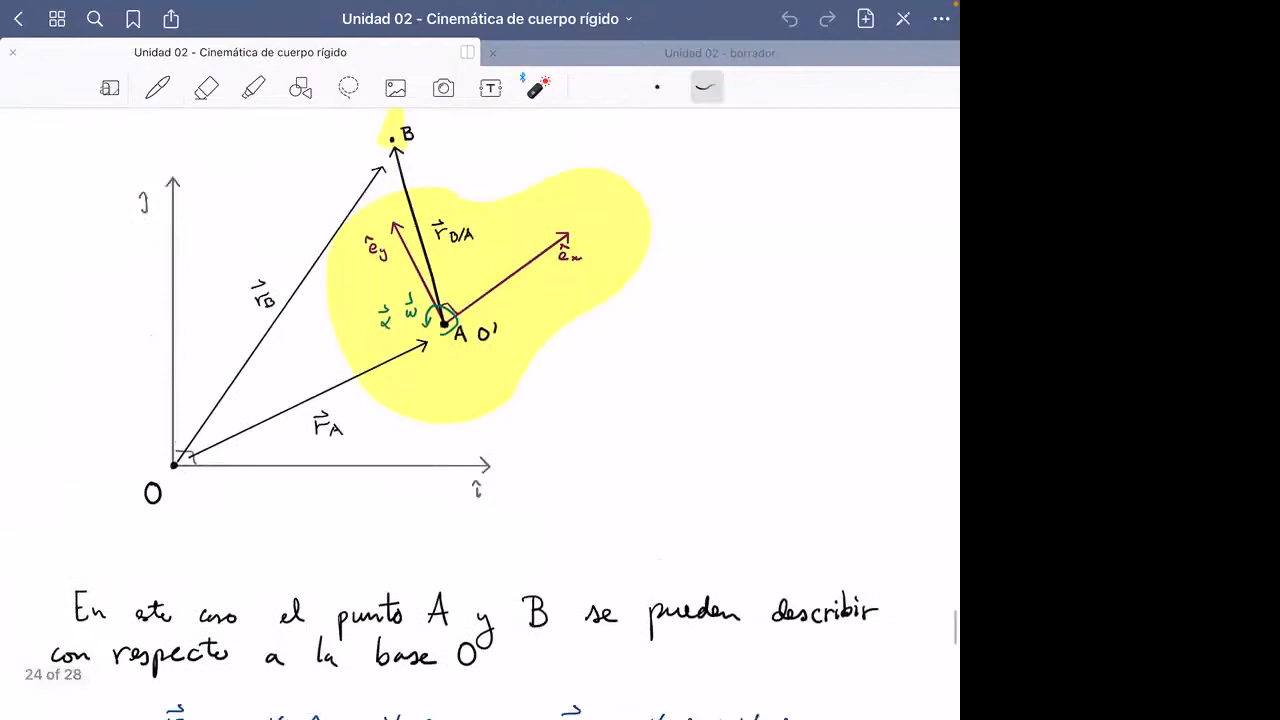 Unidad 02 - Cinemática de cuerpo rígido
Unidad 02 - Cinemática de cuerpo rígido
Unidad 02 - borrador
B
ĵ
r⃗B/A
êy
êx
r⃗B
α⃗ ω⃗
A O'
r⃗A
O
î
En este caso el punto A y B se pueden describir
con respecto a la base O
24 of 28